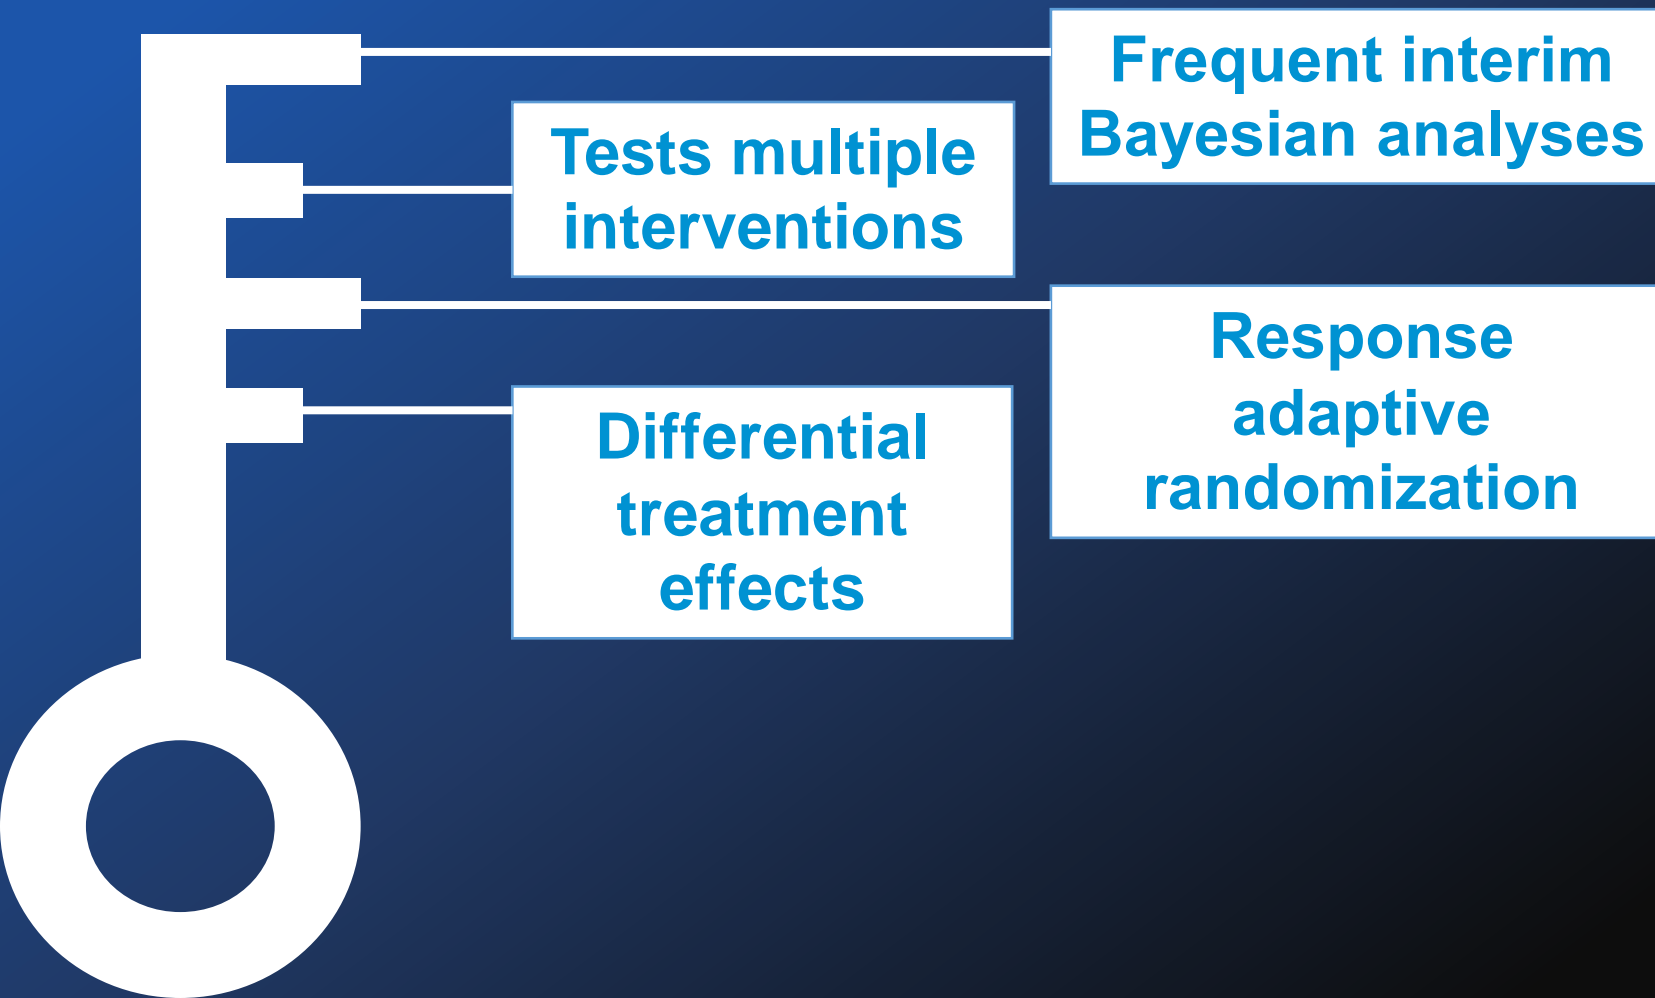 Frequent interim
Bayesian analyses
Tests multiple
interventions
Response
adaptive
randomization
Differential
treatment
effects